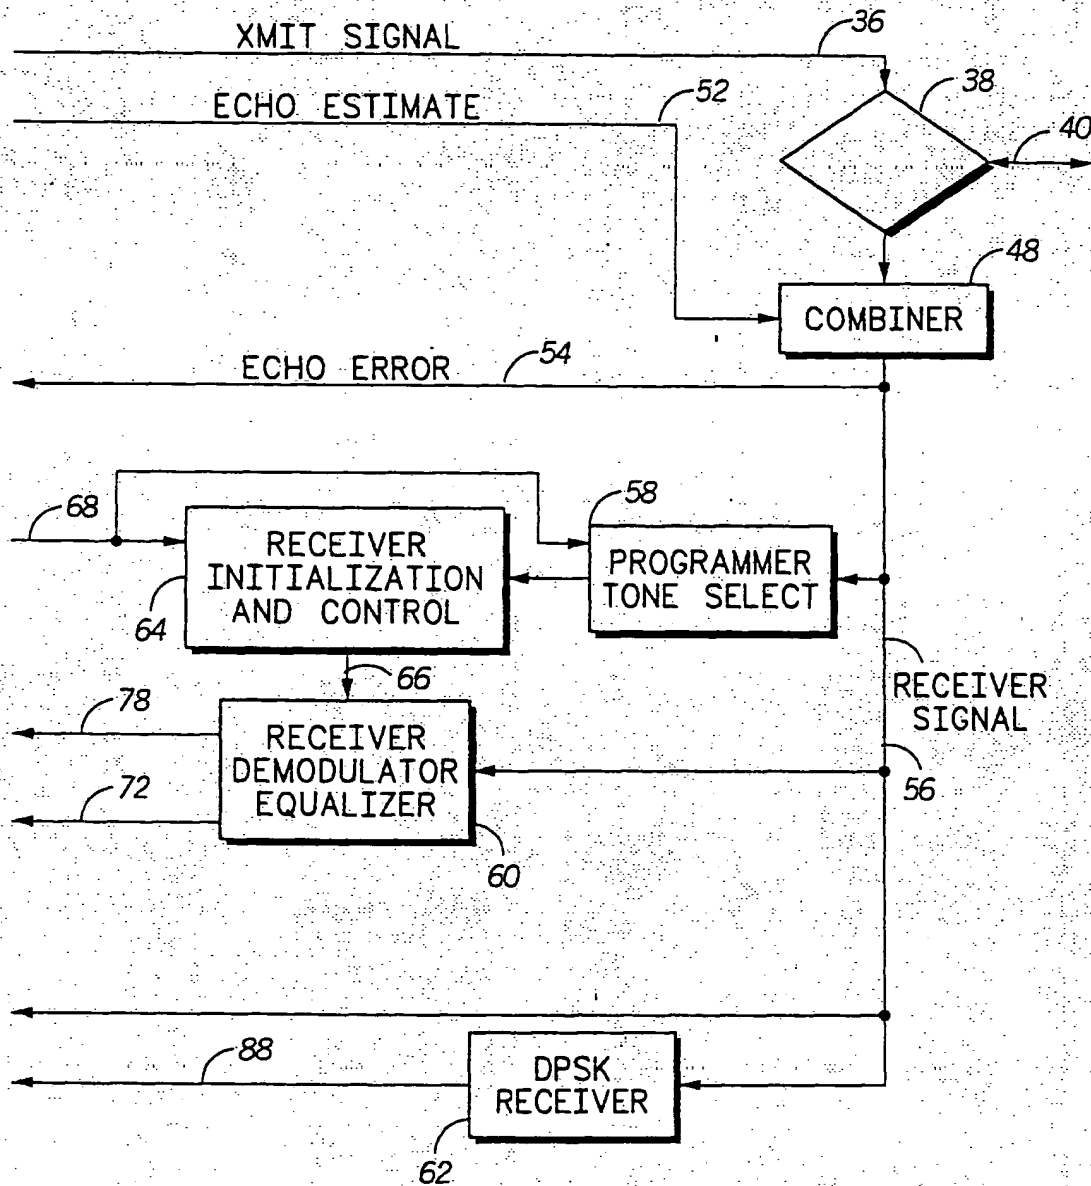 XMIT SIGNAL
36
ECHO ESTIMATE
52
38
40
48
COMBINER
ECHO ERROR
54
68
58
RECEIVER
INITIALIZATION
AND CONTROL
PROGRAMMER
TONE SELECT
64
66
RECEIVER
SIGNAL
78
RECEIVER
DEMODULATOR
EQUALIZER
72
56
60
88
DPSK
RECEIVER
62